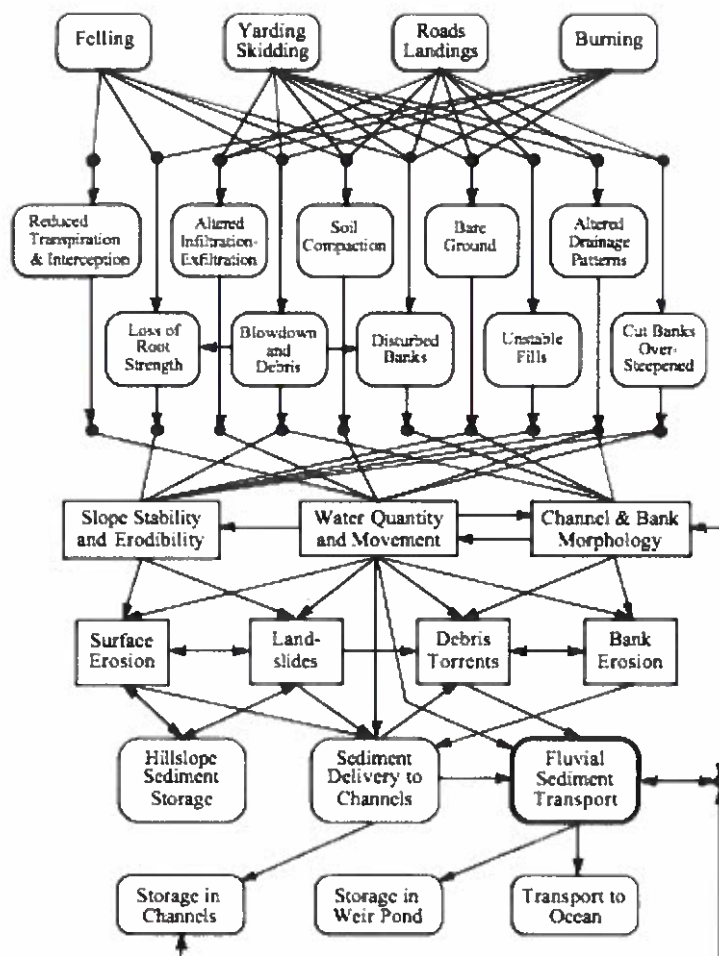 Felling
Yarding
Skidding
Roads
Landings
Burning
Reduced
Transpiration
& Interception
Altered
Infiltration-
Exfiltration
Soil
Compaction
Bare
Ground
Altered
Drainage
Patterns
Loss of
Root
Strength
Blowdown
and
Debris
Disturbed
Banks
Unstable
Fills
Cut Banks
Over-
Steepened
Slope Stability
and Erodibility
Water Quantity
and Movement
Channel & Bank
Morphology
Surface
Erosion
Land-
slides
Debris
Torrents
Bank
Erosion
Hillslope
Sediment
Storage
Sediment
Delivery to
Channels
Fluvial
Sediment
Transport
Storage in
Channels
Storage in
Weir Pond
Transport to
Ocean